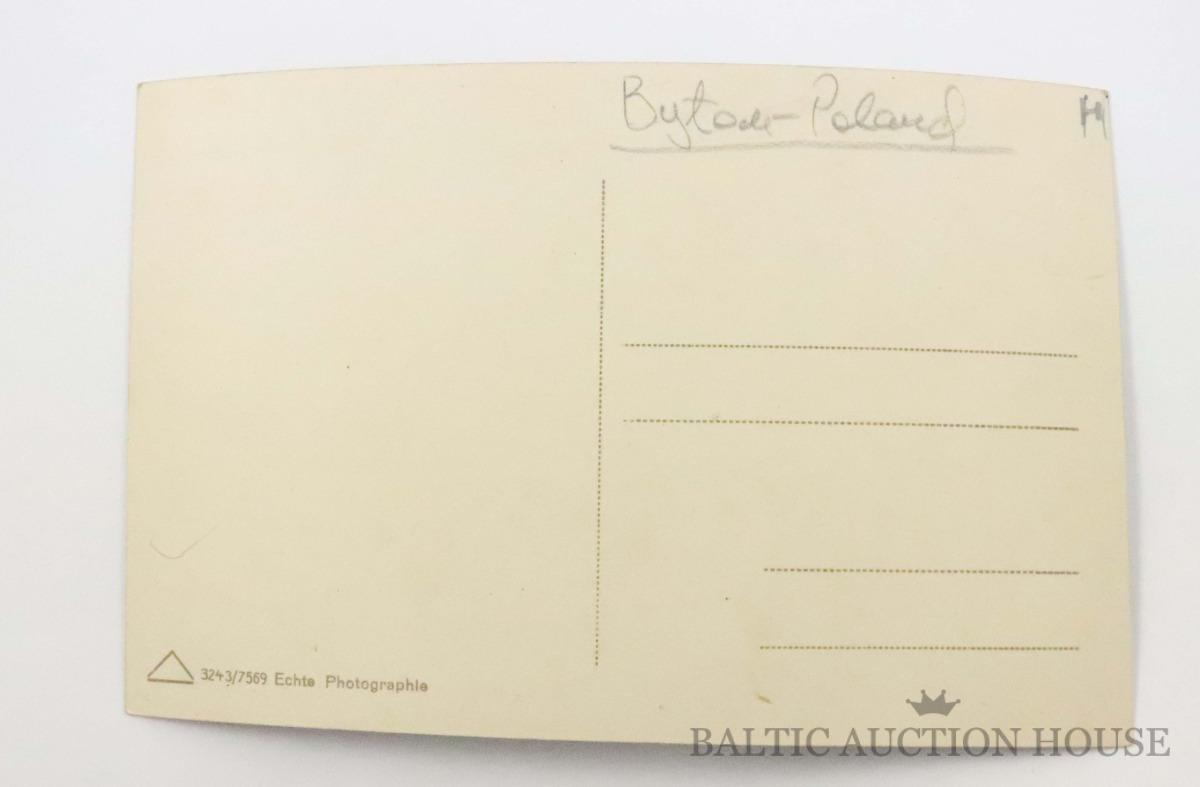 Bytom-Poland
3243/7569 Echte Photographie
BALTIC AUCTION HOUSE